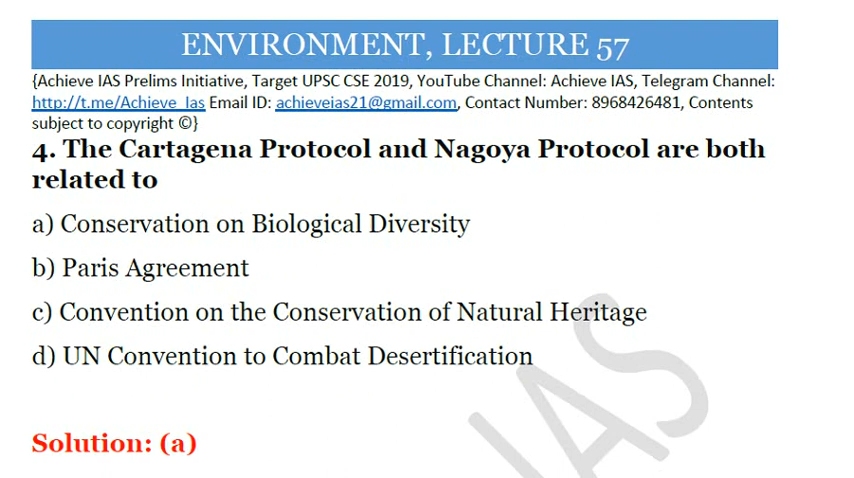 ENVIRONMENT, LECTURE 57
{Achieve IAS Prelims Initiative, Target UPSC CSE 2019, YouTube Channel: Achieve IAS, Telegram Channel:
http://t.me/Achieve_Ias Email ID: achieveias21@gmail.com, Contact Number: 8968426481, Contents
subject to copyright ©}
4. The Cartagena Protocol and Nagoya Protocol are both
related to
a) Conservation on Biological Diversity
b) Paris Agreement
c) Convention on the Conservation of Natural Heritage
d) UN Convention to Combat Desertification
IAS
Solution: (a)